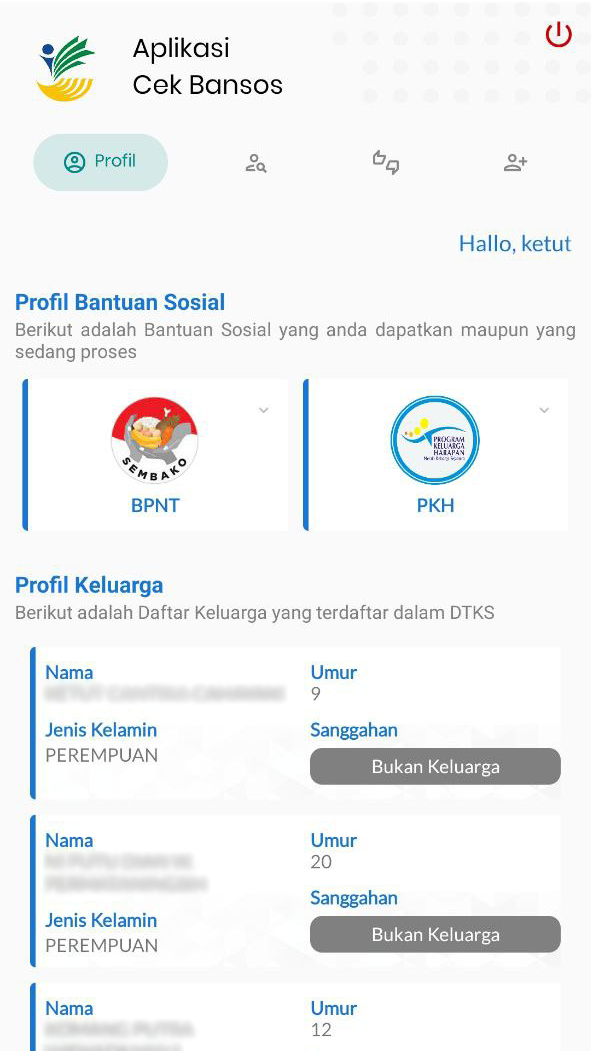 Aplikasi
Cek Bansos
Profil
Hallo, ketut
Profil Bantuan Sosial
Berikut adalah Bantuan Sosial yang anda dapatkan maupun yang
sedang proses
SEMBAKO
BPNT
PROGRAM
KELUARGA
HARAPAN
PKH
Profil Keluarga
Berikut adalah Daftar Keluarga yang terdaftar dalam DTKS
Nama
Umur
9
Jenis Kelamin
PEREMPUAN
Sanggahan
Bukan Keluarga
Nama
Umur
20
Jenis Kelamin
PEREMPUAN
Sanggahan
Bukan Keluarga
Nama
Umur
12